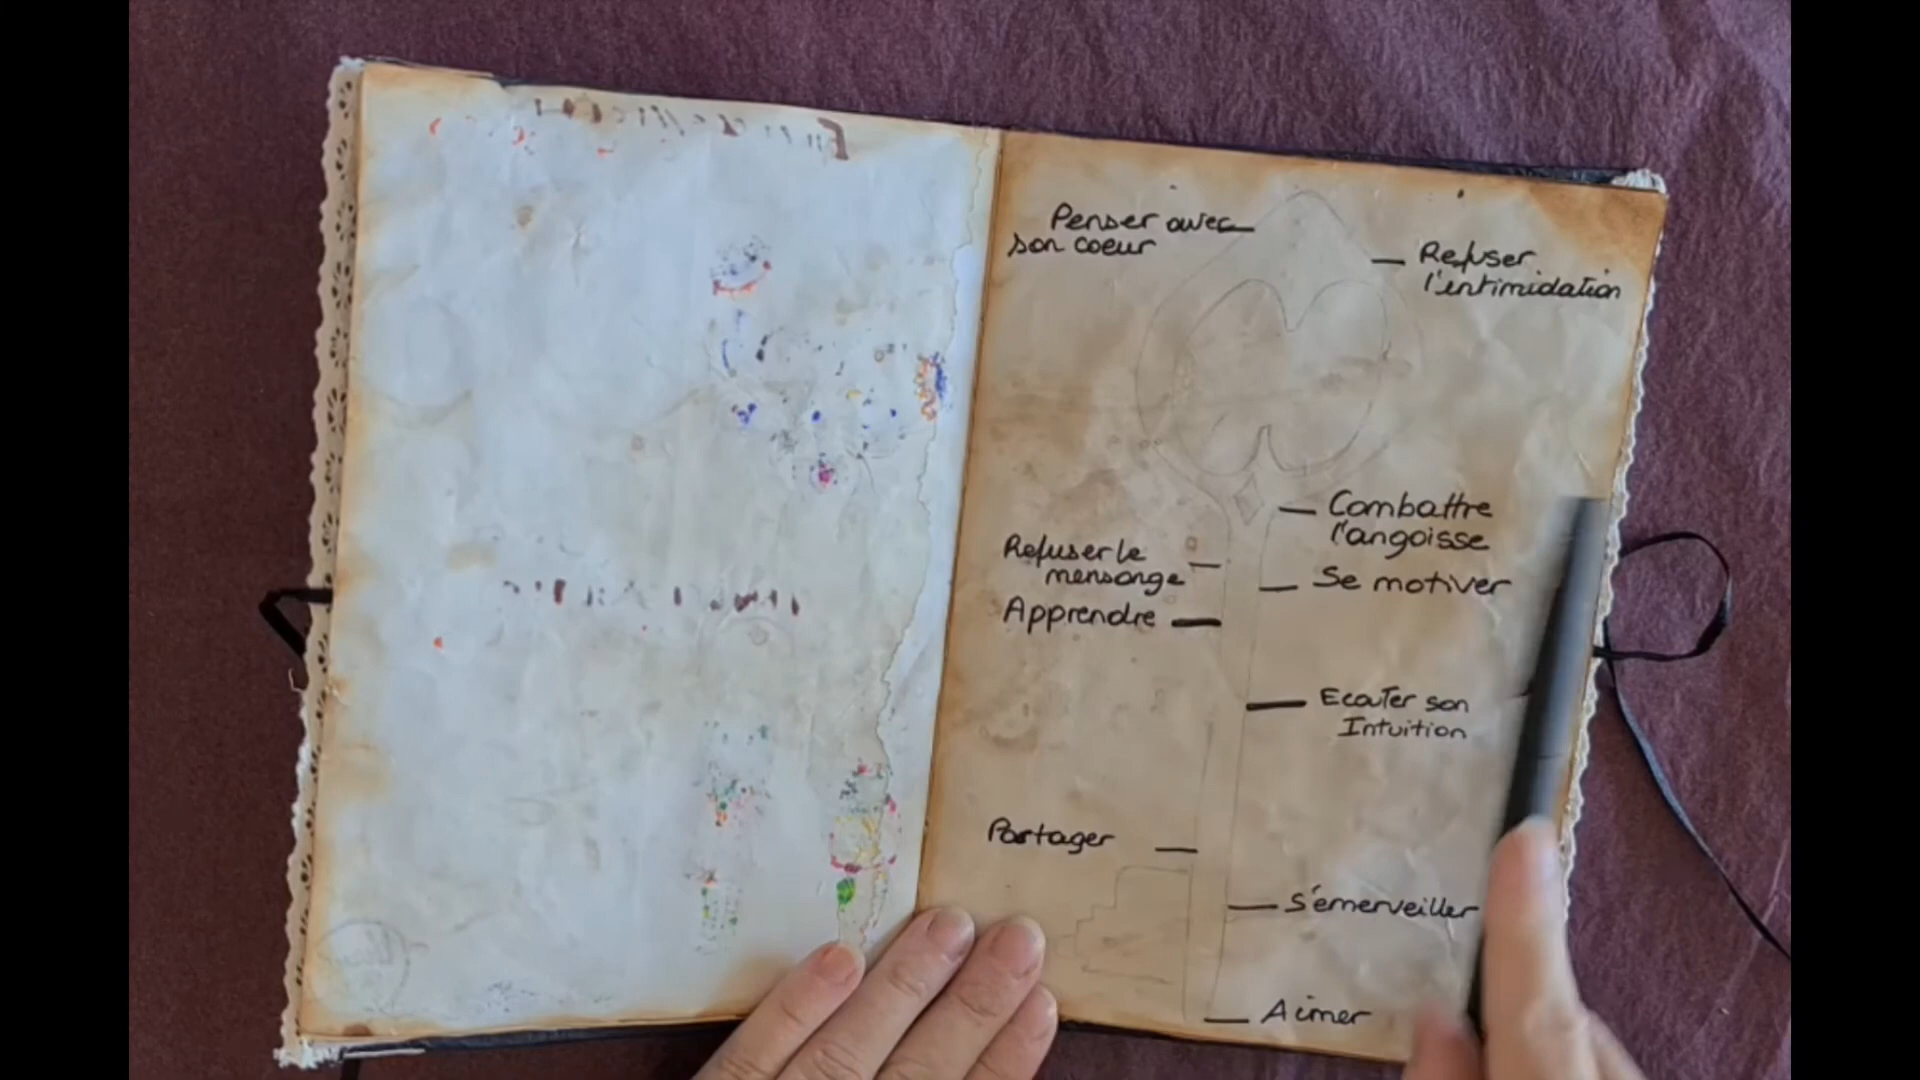 Penser avec
son coeur
Refuser
l'intimidation
Combattre
l'angoisse
Refuser le
mensonge
Se motiver
Apprendre
Ecouter son
Intuition
Partager
S'émerveiller
Aimer